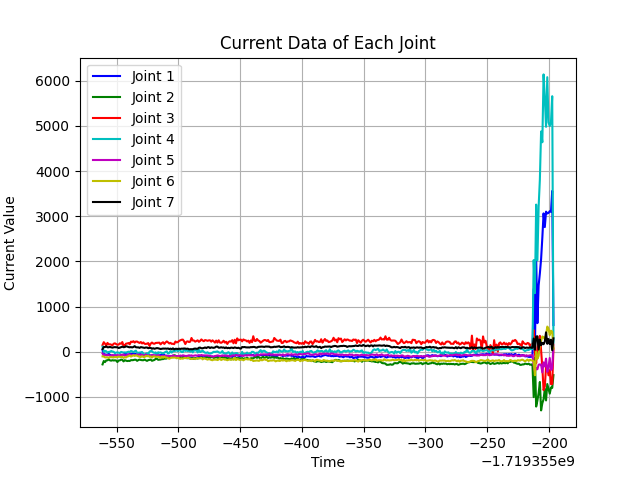 Current Data of Each Joint
Joint 1
Joint 2
Joint 3
Joint 4
Joint 5
Joint 6
Joint 7
6000
5000
4000
3000
2000
1000
0
−1000
Current Value
−550
−500
−450
−400
−350
−300
−250
−200
Time
−1.719355e9